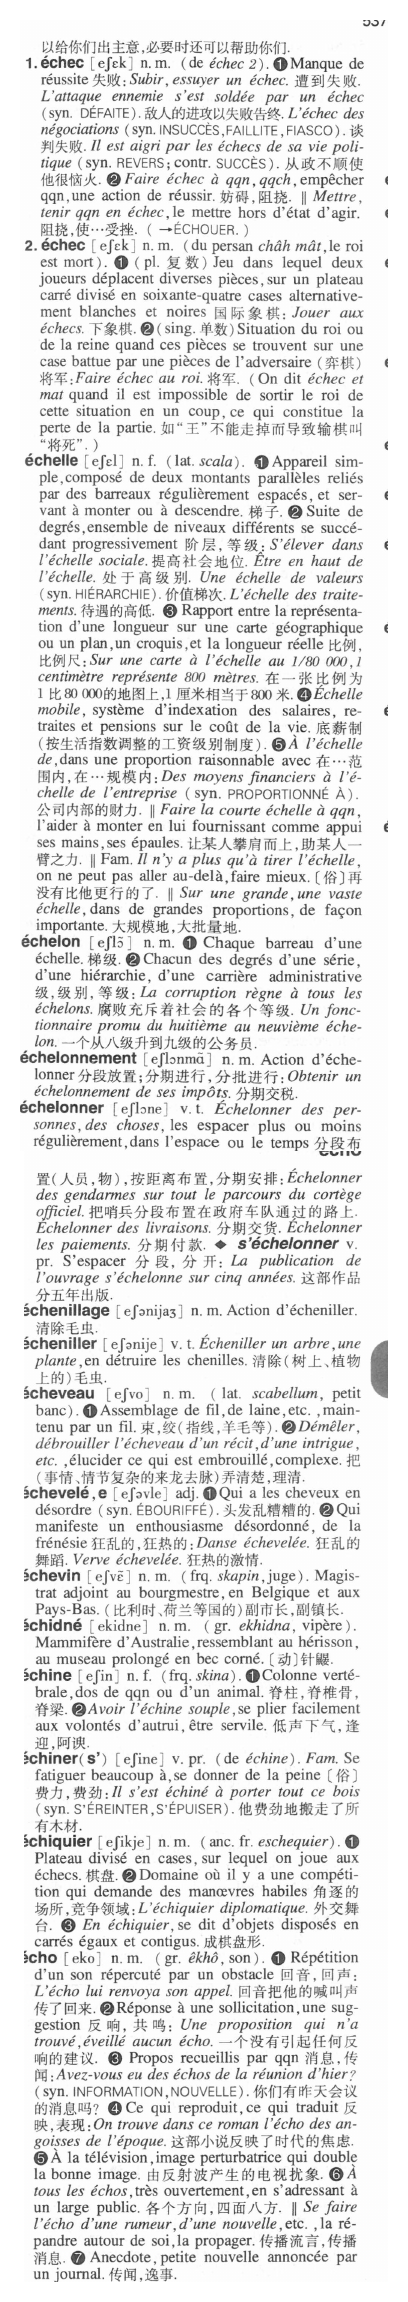 537
以给你们出主意,必要时还可以帮助你们.
1. échec [eʃɛk] n. m. (de échec 2). ❶ Manque de
réussite 失败: Subir, essuyer un échec. 遭到失败.
L'attaque ennemie s'est soldée par un échec
(syn. DÉFAITE). 敌人的进攻以失败告终. L'échec des
négociations (syn. INSUCCÈS, FAILLITE, FIASCO). 谈
判失败. Il est aigri par les échecs de sa vie poli-
tique (syn. REVERS; contr. SUCCÈS). 从政不顺使
他很恼火. ❷ Faire échec à qqn, qqch, empêcher
qqn, une action de réussir. 妨碍, 阻挠. ‖ Mettre,
tenir qqn en échec, le mettre hors d'état d'agir.
阻挠,使…受挫. ( →ÉCHOUER. )
2. échec [eʃɛk] n. m. (du persan châh mât, le roi
est mort). ❶ ( pl. 复数) Jeu dans lequel deux
joueurs déplacent diverses pièces, sur un plateau
carré divisé en soixante-quatre cases alternative-
ment blanches et noires 国际象棋: Jouer aux
échecs. 下象棋. ❷ (sing. 单数) Situation du roi ou
de la reine quand ces pièces se trouvent sur une
case battue par une pièces de l'adversaire (弈棋)
将军: Faire échec au roi. 将军. ( On dit échec et
mat quand il est impossible de sortir le roi de
cette situation en un coup, ce qui constitue la
perte de la partie. 如“王”不能走掉而导致输棋叫
“将死”. )
échelle [eʃɛl] n. f. (lat. scala). ❶ Appareil sim-
ple, composé de deux montants parallèles reliés
par des barreaux régulièrement espacés, et ser-
vant à monter ou à descendre. 梯子. ❷ Suite de
degrés, ensemble de niveaux différents se succé-
dant progressivement 阶层, 等级: S'élever dans
l'échelle sociale. 提高社会地位. Être en haut de
l'échelle. 处于高级别. Une échelle de valeurs
(syn. HIÉRARCHIE). 价值梯次. L'échelle des traite-
ments. 待遇的高低. ❸ Rapport entre la représenta-
tion d'une longueur sur une carte géographique
ou un plan, un croquis, et la longueur réelle 比例,
比例尺: Sur une carte à l'échelle au 1/80 000, 1
centimètre représente 800 mètres. 在一张比例为
1 比 80 000的地图上,1 厘米相当于 800 米. ❹ Échelle
mobile, système d'indexation des salaires, re-
traites et pensions sur le coût de la vie. 底薪制
(按生活指数调整的工资级别制度). ❺ À l'échelle
de, dans une proportion raisonnable avec 在…范
围内, 在…规模内: Des moyens financiers à l'é-
chelle de l'entreprise ( syn. PROPORTIONNÉ À).
公司内部的财力. ‖ Faire la courte échelle à qqn,
l'aider à monter en lui fournissant comme appui
ses mains, ses épaules. 让某人攀肩而上,助某人一
臂之力. ‖ Fam. Il n'y a plus qu'à tirer l'échelle,
on ne peut pas aller au-delà, faire mieux. 〔俗〕再
没有比他更行的了. ‖ Sur une grande, une vaste
échelle, dans de grandes proportions, de façon
importante. 大规模地,大批量地.
échelon [eʃlɔ̃] n. m. ❶ Chaque barreau d'une
échelle. 梯级. ❷ Chacun des degrés d'une série,
d'une hiérarchie, d'une carrière administrative
级, 级别, 等级: La corruption règne à tous les
échelons. 腐败充斥着社会的各个等级. Un fonc-
tionnaire promu du huitième au neuvième éche-
lon. 一个从八级升到九级的公务员.
échelonnement [eʃlɔnmɑ̃] n. m. Action d'éche-
lonner 分段放置;分期进行,分批进行: Obtenir un
échelonnement de ses impôts. 分期交税.
échelonner [eʃlɔne] v. t. Échelonner des per-
sonnes, des choses, les espacer plus ou moins
régulièrement, dans l'espace ou le temps 分段布
置(人员,物),按距离布置,分期安排: Échelonner
des gendarmes sur tout le parcours du cortège
officiel. 把哨兵分段布置在政府车队通过的路上.
Échelonner des livraisons. 分期交货. Échelonner
les paiements. 分期付款. ◆ s'échelonner v.
pr. S'espacer 分段, 分开: La publication de
l'ouvrage s'échelonne sur cinq années. 这部作品
分五年出版.
échenillage [eʃənijaʒ] n. m. Action d'écheniller.
清除毛虫.
écheniller [eʃənije] v. t. Écheniller un arbre, une
plante, en détruire les chenilles. 清除(树上、植物
上的)毛虫.
écheveau [eʃvo] n. m. ( lat. scabellum, petit
banc). ❶ Assemblage de fil, de laine, etc. , main-
tenu par un fil. 束,绞(指线,羊毛等). ❷ Démêler,
débrouiller l'écheveau d'un récit, d'une intrigue,
etc. , élucider ce qui est embrouillé, complexe. 把
(事情、情节复杂的来龙去脉)弄清楚,理清.
échevelé, e [eʃəvle] adj. ❶ Qui a les cheveux en
désordre (syn. ÉBOURIFFÉ). 头发乱糟糟的. ❷ Qui
manifeste un enthousiasme désordonné, de la
frénésie 狂乱的,狂热的: Danse échevelée. 狂乱的
舞蹈. Verve échevelée. 狂热的激情.
échevin [eʃvɛ̃] n. m. (frq. skapin, juge). Magis-
trat adjoint au bourgmestre, en Belgique et aux
Pays-Bas. (比利时、荷兰等国的)副市长,副镇长.
échidné [ekidne] n. m. ( gr. ekhidna, vipère).
Mammifère d'Australie, ressemblant au hérisson,
au museau prolongé en bec corné. 〔动〕针鼹.
échine [eʃin] n. f. (frq. skina). ❶ Colonne verté-
brale, dos de qqn ou d'un animal. 脊柱,脊椎骨,
脊梁. ❷ Avoir l'échine souple, se plier facilement
aux volontés d'autrui, être servile. 低声下气,逢
迎,阿谀.
échiner( s') [eʃine] v. pr. (de échine). Fam. Se
fatiguer beaucoup à, se donner de la peine 〔俗〕
费力,费劲: Il s'est échiné à porter tout ce bois
(syn. S'ÉREINTER, S'ÉPUISER). 他费劲地搬走了所
有木材.
échiquier [eʃikje] n. m. (anc. fr. eschequier). ❶
Plateau divisé en cases, sur lequel on joue aux
échecs. 棋盘. ❷ Domaine où il y a une compéti-
tion qui demande des manœuvres habiles 角逐的
场所,竞争领域: L'échiquier diplomatique. 外交舞
台. ❸ En échiquier, se dit d'objets disposés en
carrés égaux et contigus. 成棋盘形.
écho [eko] n. m. (gr. êkhô, son). ❶ Répétition
d'un son répercuté par un obstacle 回音, 回声:
L'écho lui renvoya son appel. 回音把他的喊叫声
传了回来. ❷ Réponse à une sollicitation, une sug-
gestion 反响, 共鸣: Une proposition qui n'a
trouvé, éveillé aucun écho. 一个没有引起任何反
响的建议. ❸ Propos recueillis par qqn 消息, 传
闻: Avez-vous eu des échos de la réunion d'hier?
(syn. INFORMATION, NOUVELLE). 你们有昨天会议
的消息吗? ❹ Ce qui reproduit, ce qui traduit 反
映,表现: On trouve dans ce roman l'écho des an-
goisses de l'époque. 这部小说反映了时代的焦虑.
❺ À la télévision, image perturbatrice qui double
la bonne image. 由反射波产生的电视扰象. ❻ À
tous les échos, très ouvertement, en s'adressant à
un large public. 各个方向,四面八方. ‖ Se faire
l'écho d'une rumeur, d'une nouvelle, etc. , la ré-
pandre autour de soi, la propager. 传播流言,传播
消息. ❼ Anecdote, petite nouvelle annoncée par
un journal. 传闻,逸事.